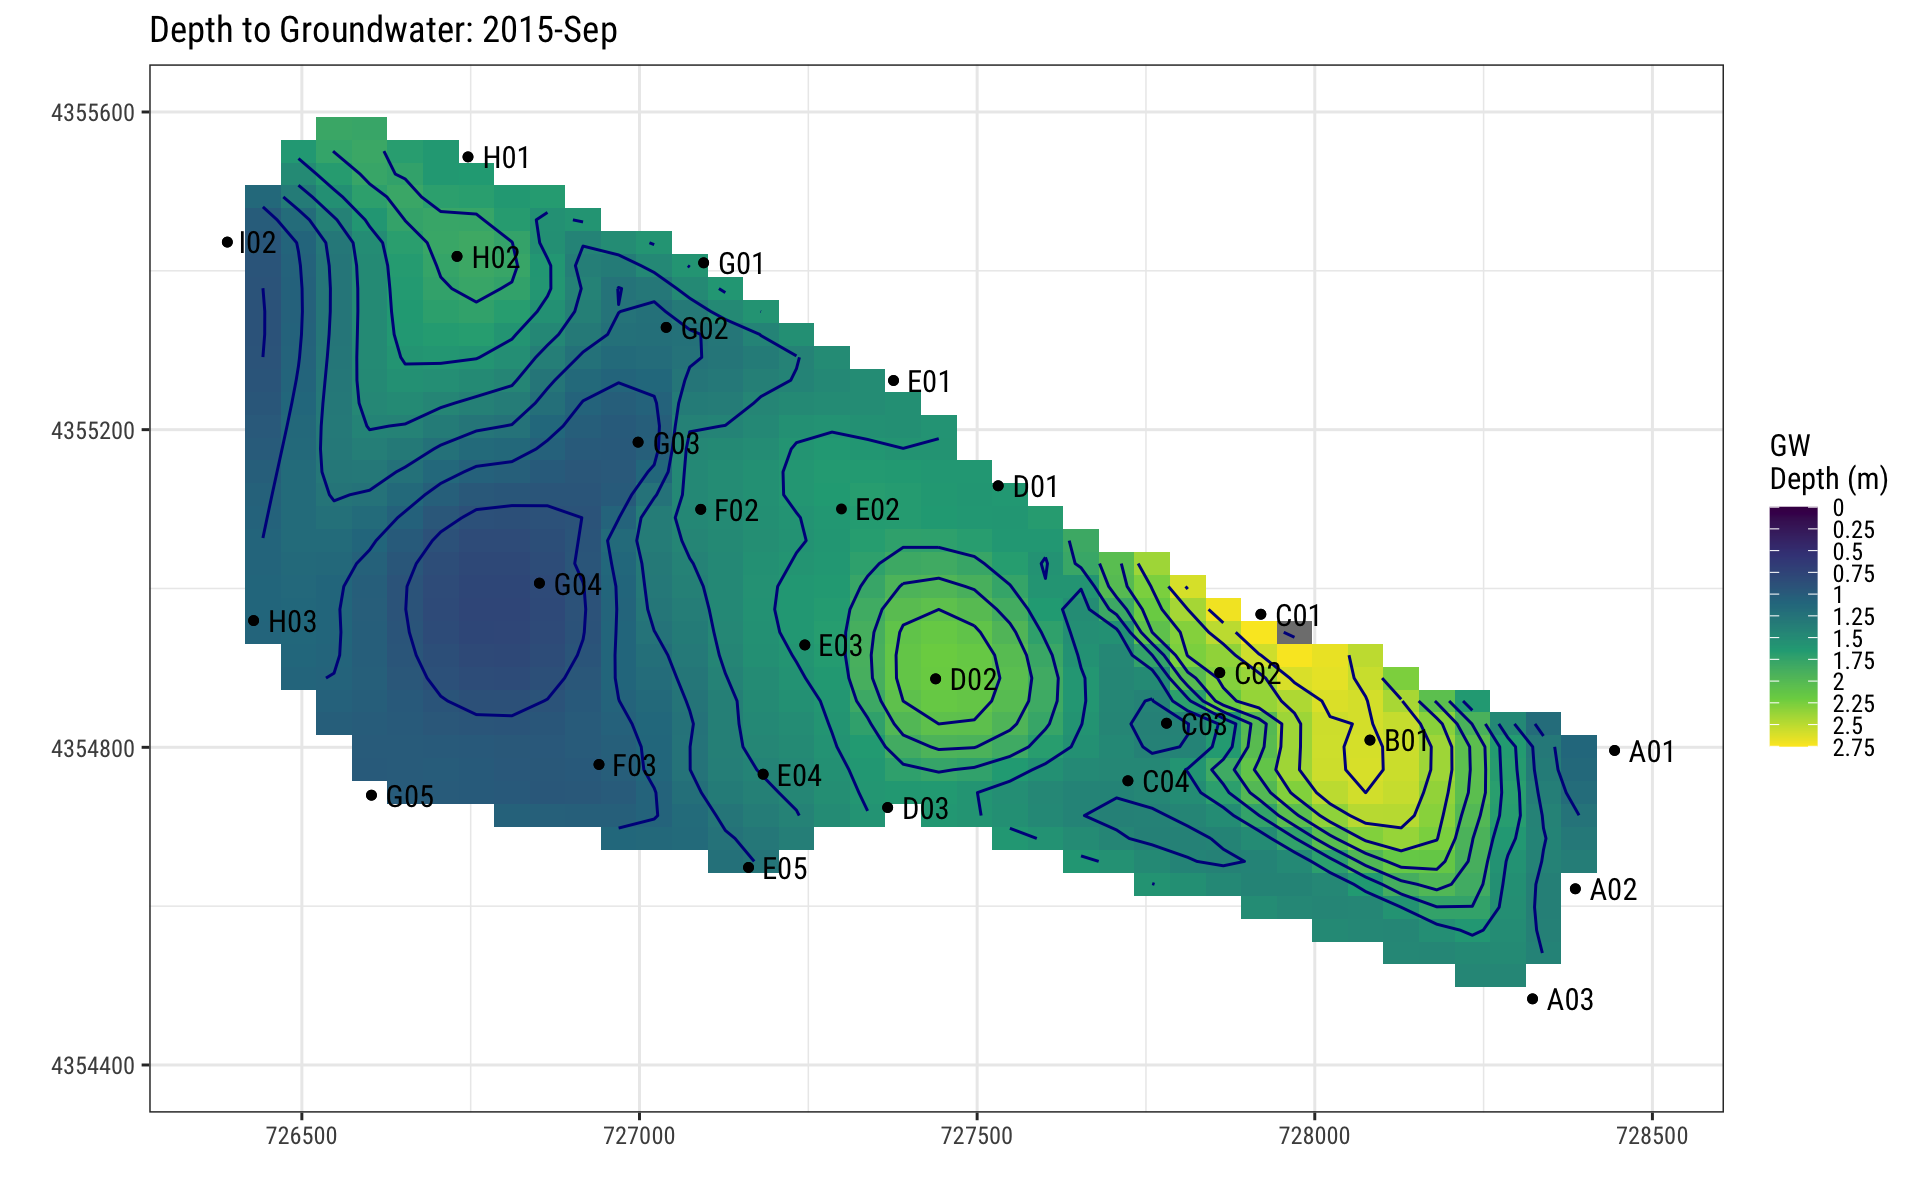 Depth to Groundwater: 2015-Sep
4355600
4355200
4354800
4354400
H01
I02
H02
G01
G02
E01
G03
D01
F02
E02
G04
C01
H03
E03
C02
D02
C03
B01
A01
F03
E04
C04
G05
D03
E05
A02
A03
726500
727000
727500
728000
728500
GW
Depth (m)
0
0.25
0.5
0.75
1
1.25
1.5
1.75
2
2.25
2.5
2.75